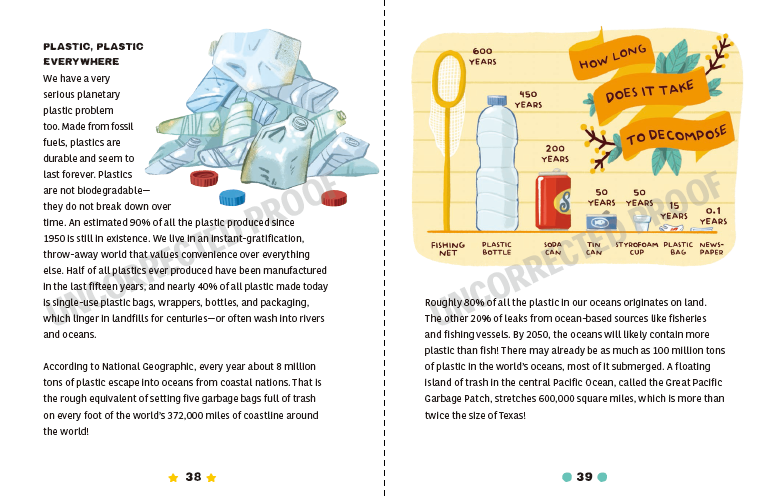 PLASTIC, PLASTIC
EVERYWHERE
We have a very
serious planetary
plastic problem
too. Made from fossil
fuels, plastics are
durable and seem to
last forever. Plastics
are not biodegradable—
they do not break down over
time. An estimated 90% of all the plastic produced since
1950 is still in existence. We live in an instant-gratification,
throw-away world that values convenience over everything
else. Half of all plastics ever produced have been manufactured
in the last fifteen years, and nearly 40% of all plastic made today
is single-use plastic bags, wrappers, bottles, and packaging,
which linger in landfills for centuries—or often wash into rivers
and oceans.
According to National Geographic, every year about 8 million
tons of plastic escape into oceans from coastal nations. That is
the rough equivalent of setting five garbage bags full of trash
on every foot of the world's 372,000 miles of coastline around
the world!
UNCORRECTED PROOF
38
HOW LONG
DOES IT TAKE
TO DECOMPOSE
600
YEARS
450
YEARS
200
YEARS
50
YEARS
50
YEARS
15
YEARS
0.1
YEARS
S
FISHING
NET
PLASTIC
BOTTLE
SODA
CAN
TIN
CAN
STYROFOAM
CUP
PLASTIC
BAG
NEWS-
PAPER
Roughly 80% of all the plastic in our oceans originates on land.
The other 20% of leaks from ocean-based sources like fisheries
and fishing vessels. By 2050, the oceans will likely contain more
plastic than fish! There may already be as much as 100 million tons
of plastic in the world's oceans, most of it submerged. A floating
island of trash in the central Pacific Ocean, called the Great Pacific
Garbage Patch, stretches 600,000 square miles, which is more than
twice the size of Texas!
UNCORRECTED PROOF
39